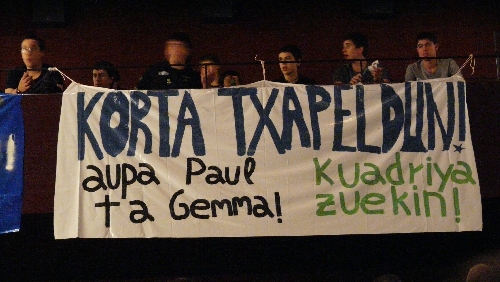 KORTA TXAPELDUN!
aupa Paul
ta Gemma!
Kuadriya
zuekin!